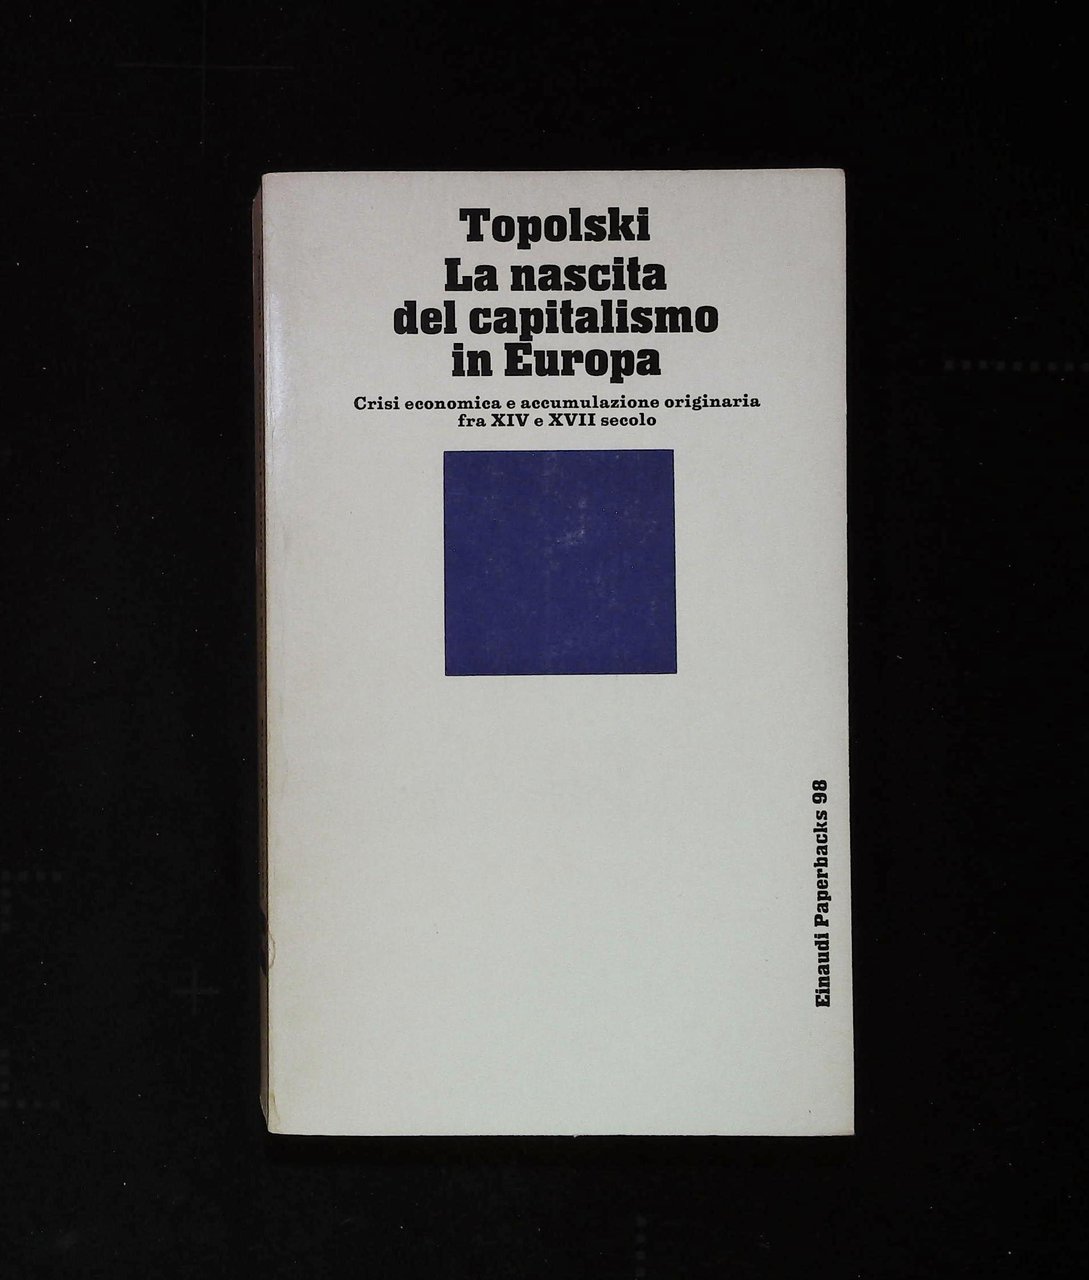 Topolski
La nascita
del capitalismo
in Europa
Crisi economica e accumulazione originaria
fra XIV e XVII secolo
Einaudi Paperbacks 98